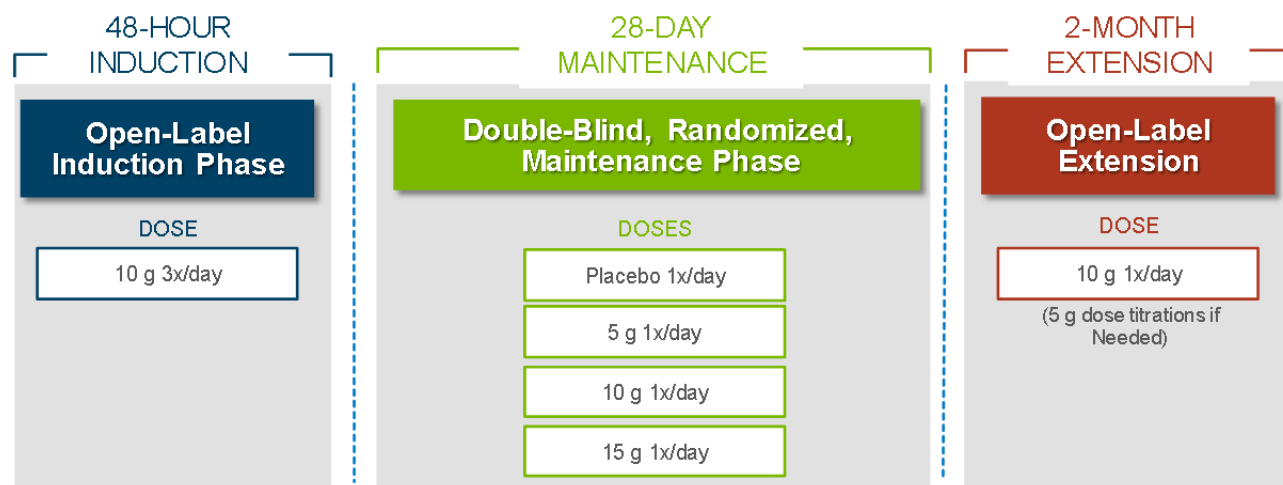 48-HOUR
INDUCTION
Open-Label
Induction Phase
DOSE
10 g 3x/day
28-DAY
MAINTENANCE
Double-Blind, Randomized,
Maintenance Phase
DOSES
Placebo 1x/day
5 g 1x/day
10 g 1x/day
15 g 1x/day
2-MONTH
EXTENSION
Open-Label
Extension
DOSE
10 g 1x/day
(5 g dose titrations if
Needed)